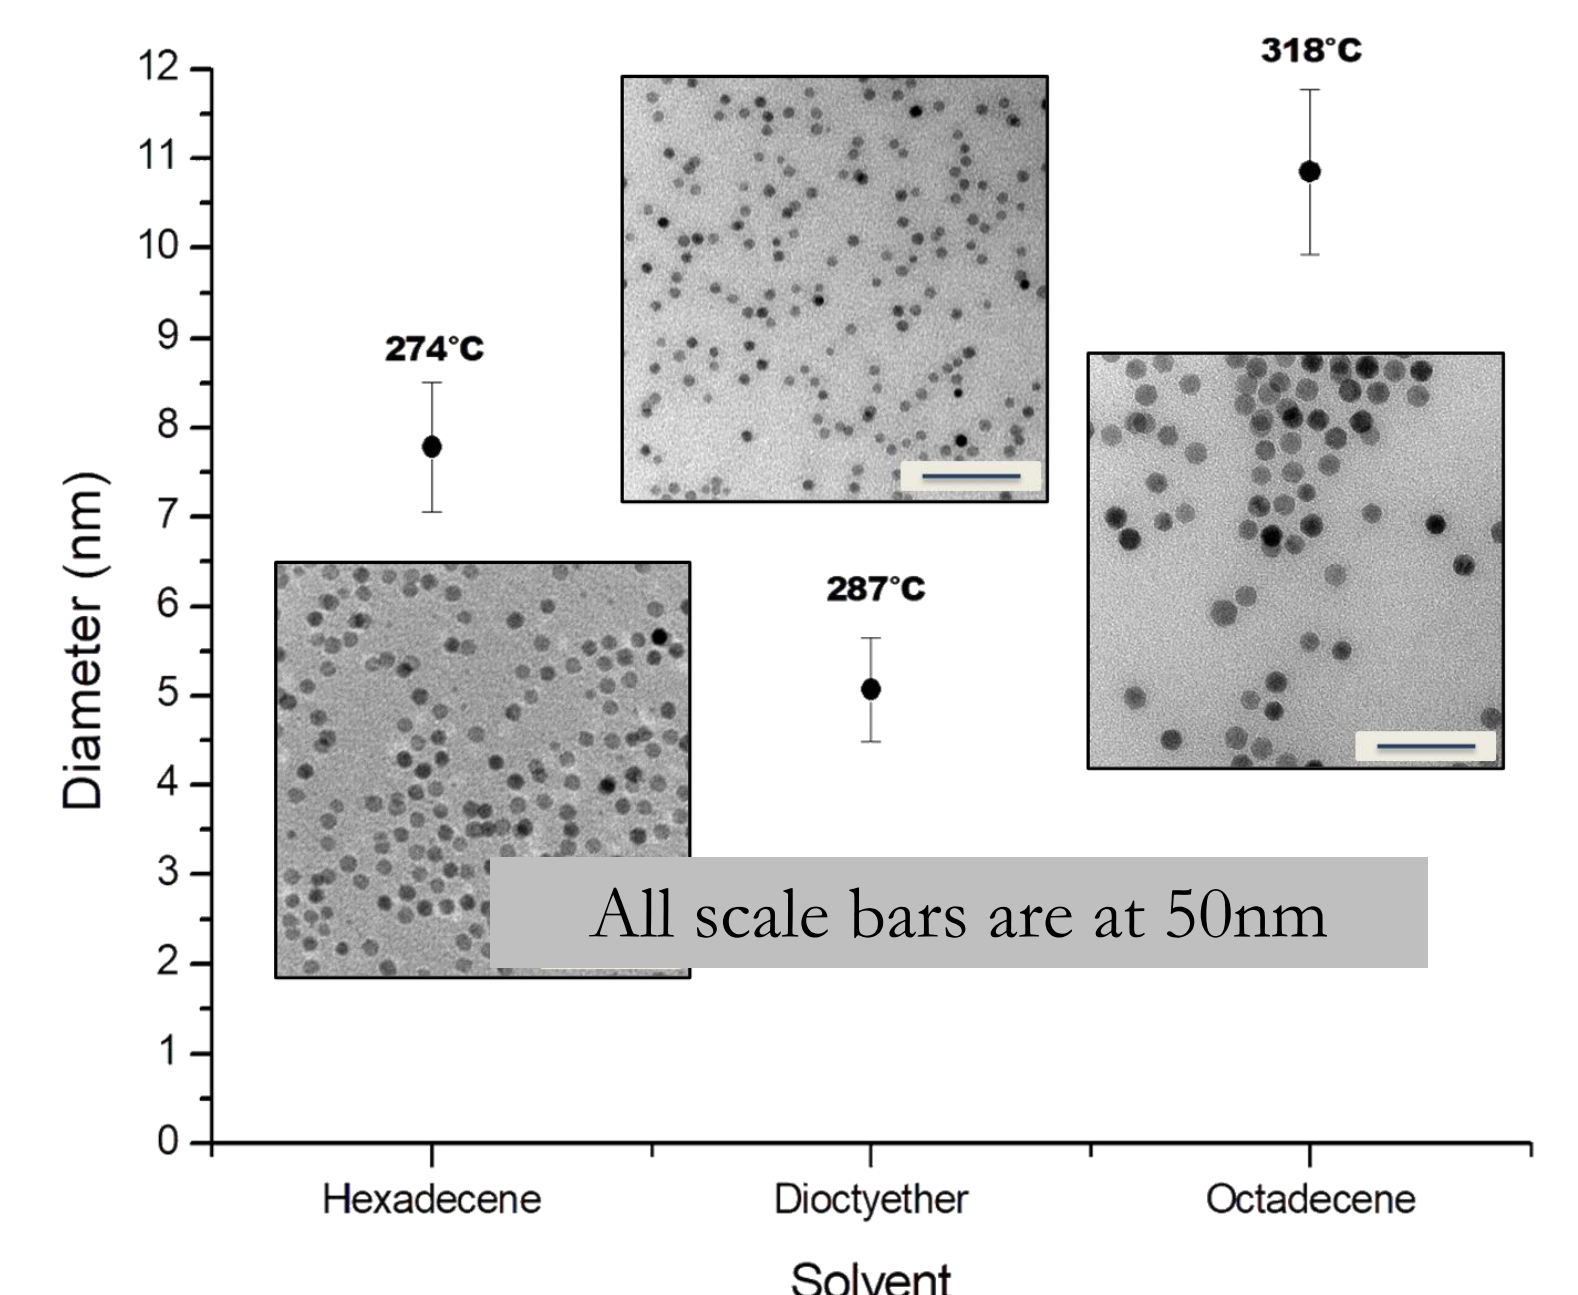 318°C
12
11
10
9
274°C
8
7
6
287°C
5
4
3
All scale bars are at 50nm
2
1
0
Diameter (nm)
Hexadecene
Dioctyether
Octadecene
Solvent